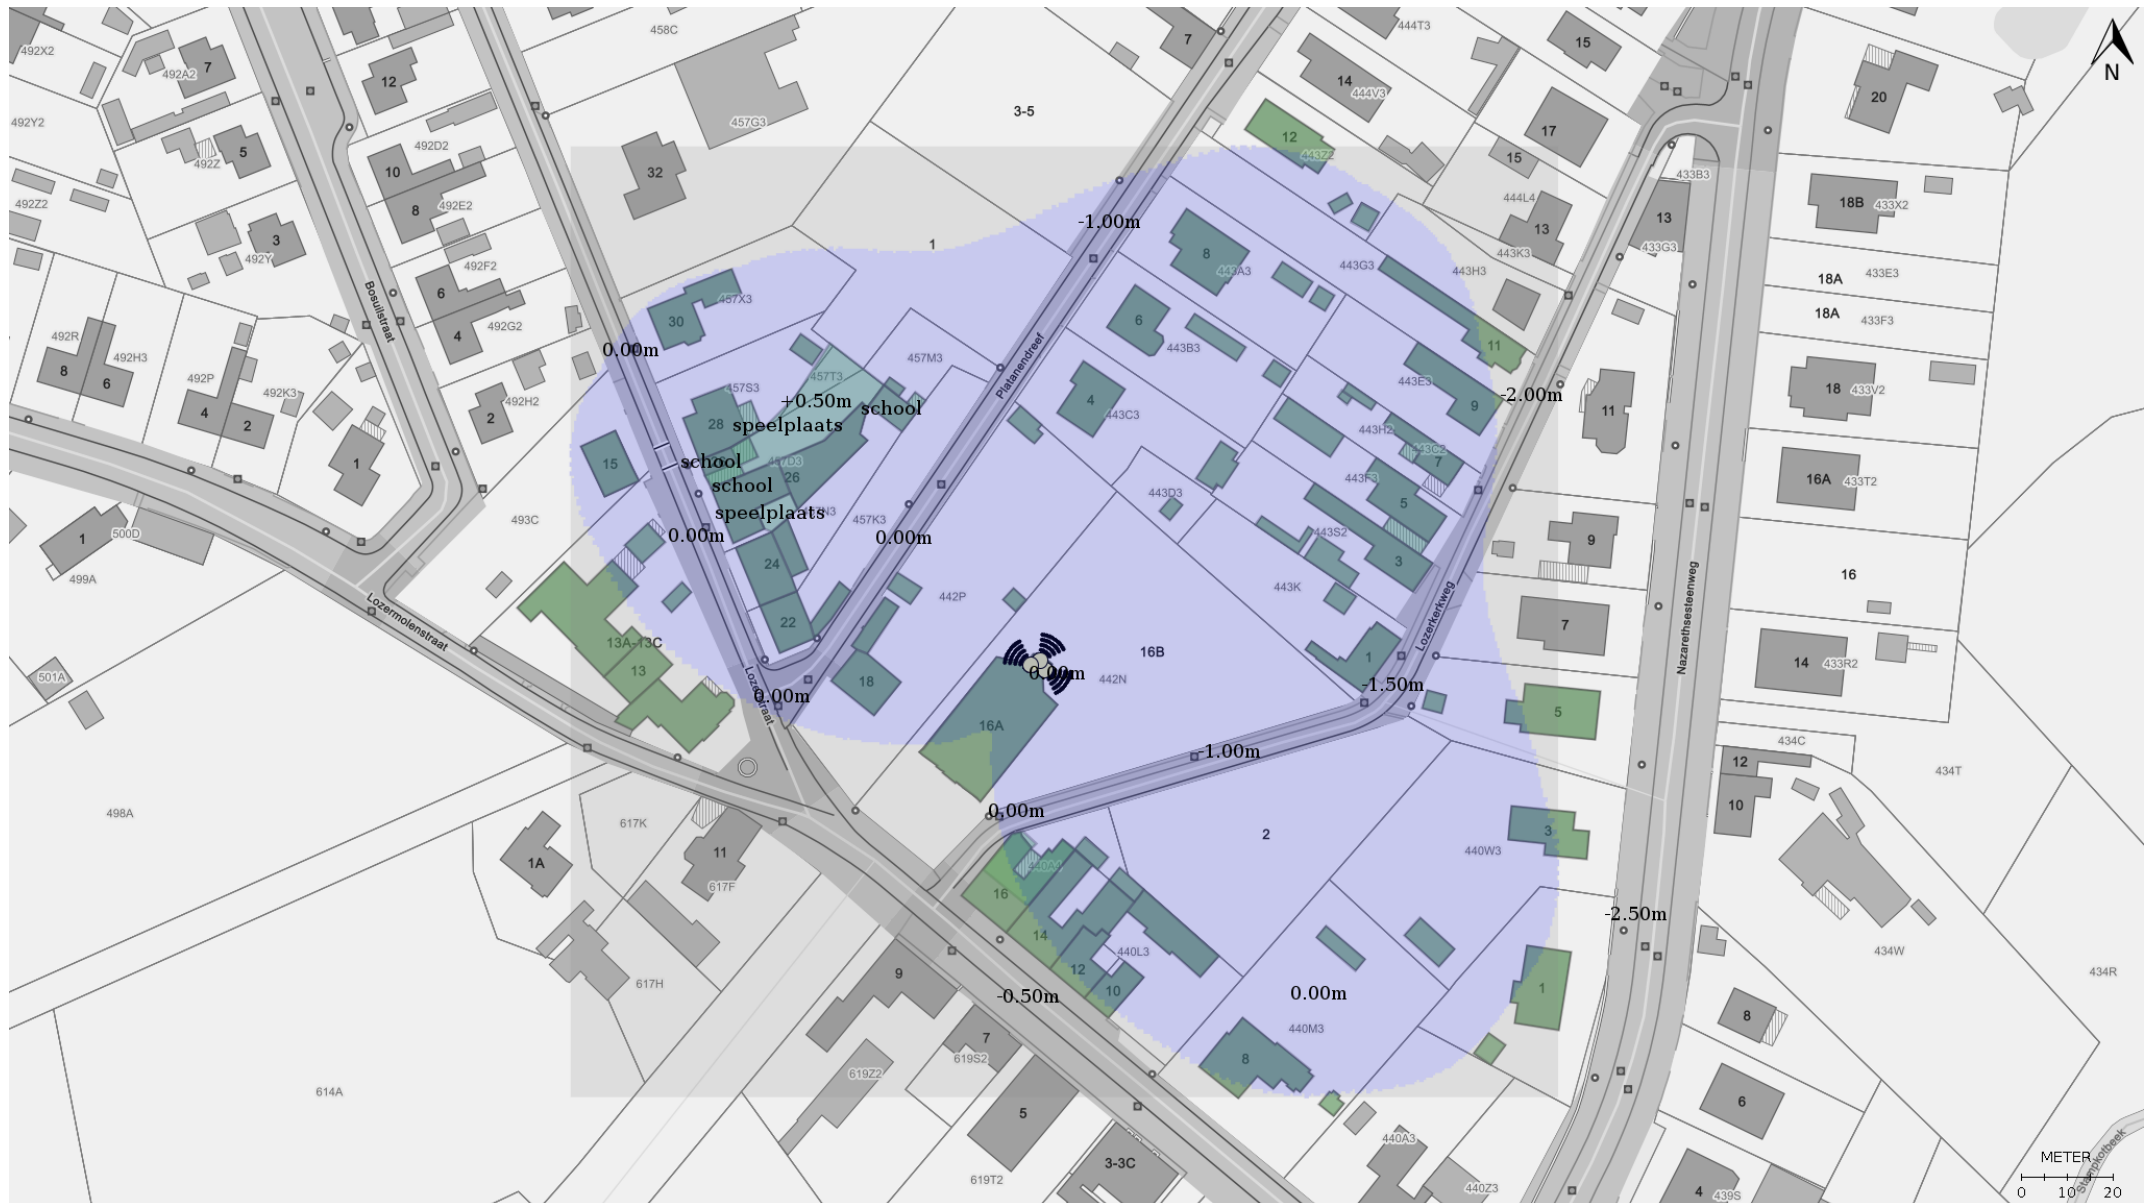 7
444T3
15
458C
492X2
492A2
7
12
14
444V3
20
N
457G3
3-5
492Y2
492D2
5
492Z
12
443Z2
17
15
433B3
32
10
492E2
8
444L4
18B
433X2
492Z2
-1.00m
13
13
3
1
492Y
492F2
8
443A3
443G3
443H3
443K3
433G3
433E3
18A
6
457X3
30
Bosuilstraat
6
443B3
18A
433F3
4
492G2
0.00m
492R
492H3
8
6
492P
492K3
457M3
Platanendreef
11
457T3
457S3
443E3
18
433V2
-2.00m
4
2
492H2
2
+0.50m
school
4
443C3
9
11
28
speelplaats
443H2
443C2
1
15
school
26
7
443F3
16A
433T2
school
443D3
5
speelplaats
457K3
493C
1
500D
0.00m
0.00m
443S2
9
499A
24
3
16
442P
443K
Lozermolenstraat
22
Lozerkerkweg
Nazarethsesteenweg
7
13A-13C
13
16B
1
501A
0.00m
442N
14
433R2
18
-1.50m
0.00m
5
16A
434C
-1.00m
12
434T
498A
0.00m
10
617K
2
3
11
440W3
1A
617F
16
-2.50m
14
440L3
434W
9
12
617H
10
434R
-0.50m
0.00m
1
8
440M3
7
619S2
8
619Z2
614A
5
6
440A3
3-3C
METER
619T2
440Z3
4
439S
0 10 20
Stampkotbeek